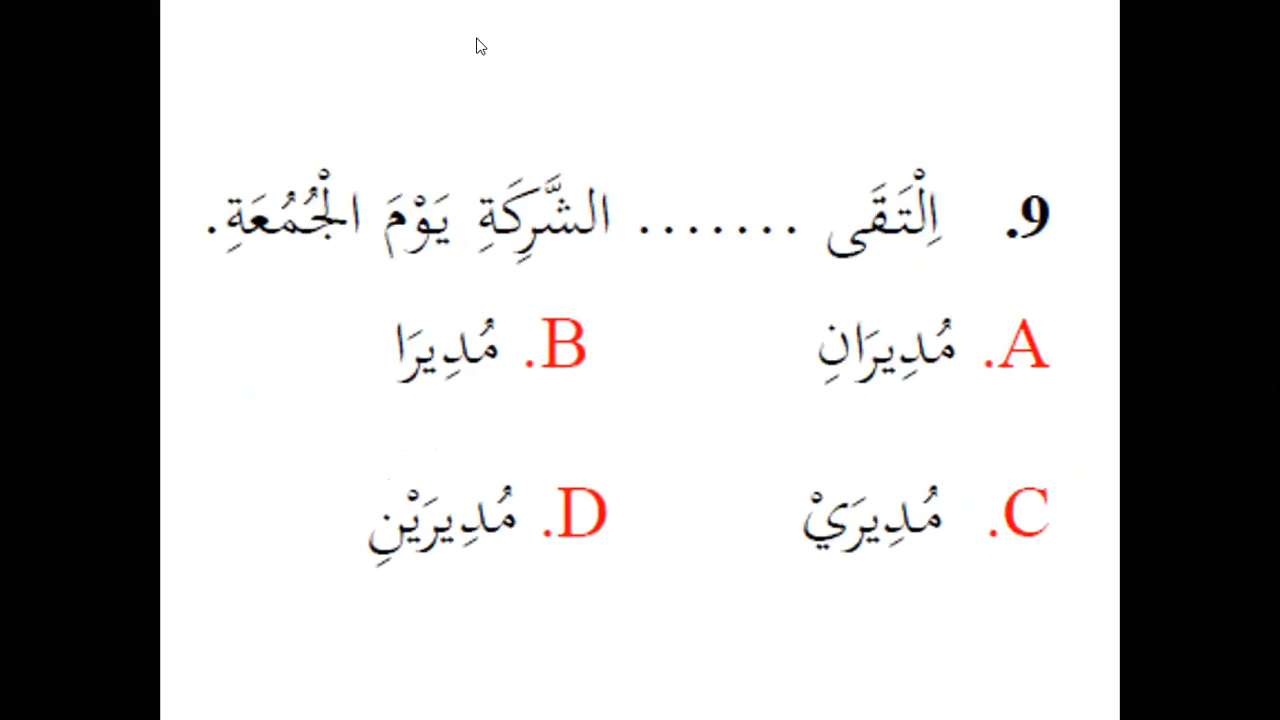 9. اِلْتَقَى ....... الشَّرِكَةِ يَوْمَ الْجُمُعَةِ.
A. مُدِيرَانِ B. مُدِيرَا
C. مُدِيرَيْ D. مُدِيرَيْنِ